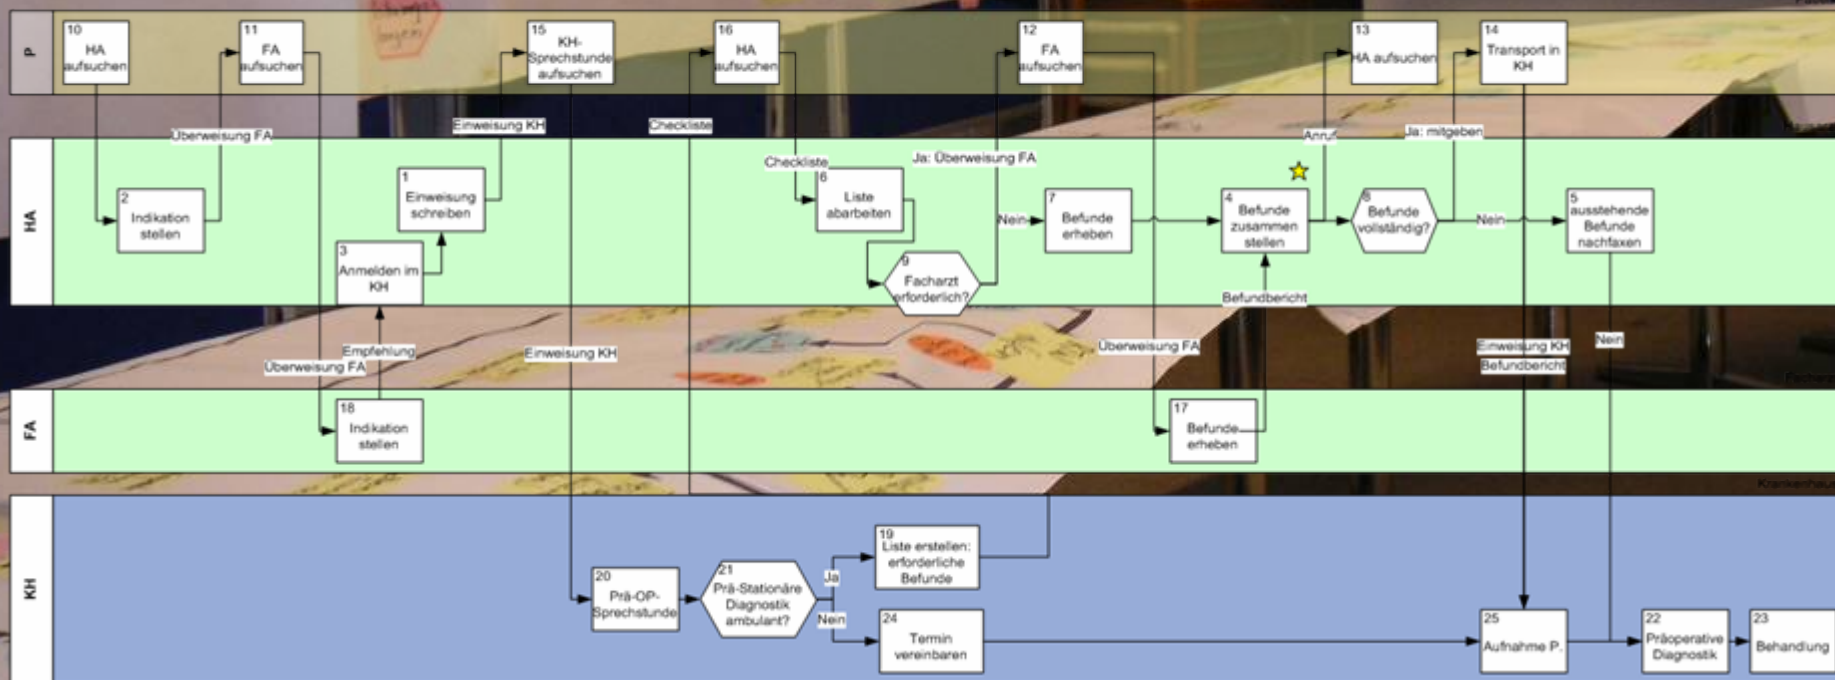 P
10
HA
aufsuchen
11
FA
aufsuchen
15
KH-
Sprechstunde
aufsuchen
16
HA
aufsuchen
12
FA
aufsuchen
13
HA aufsuchen
14
Transport in
KH
Überweisung FA
Einweisung KH
Checkliste
Anruf
Ja: mitgeben
HA
2
Indikation
stellen
1
Einweisung
schreiben
3
Anmelden im
KH
Checkliste
6
Liste
abarbeiten
9
Facharzt
erforderlich?
Ja: Überweisung FA
Nein
7
Befunde
erheben
4
Befunde
zusammen
stellen
8
Befunde
vollständig?
Nein
5
ausstehende
Befunde
nachfaxen
Befundbericht
Empfehlung
Überweisung FA
Einweisung KH
Überweisung FA
Einweisung KH
Befundbericht
Nein
FA
18
Indikation
stellen
17
Befunde
erheben
Krankenhaus
KH
20
Prä-OP-
Sprechstunde
21
Prä-Stationäre
Diagnostik
ambulant?
Ja
Nein
19
Liste erstellen:
erforderliche
Befunde
24
Termin
vereinbaren
25
Aufnahme P.
22
Präoperative
Diagnostik
23
Behandlung